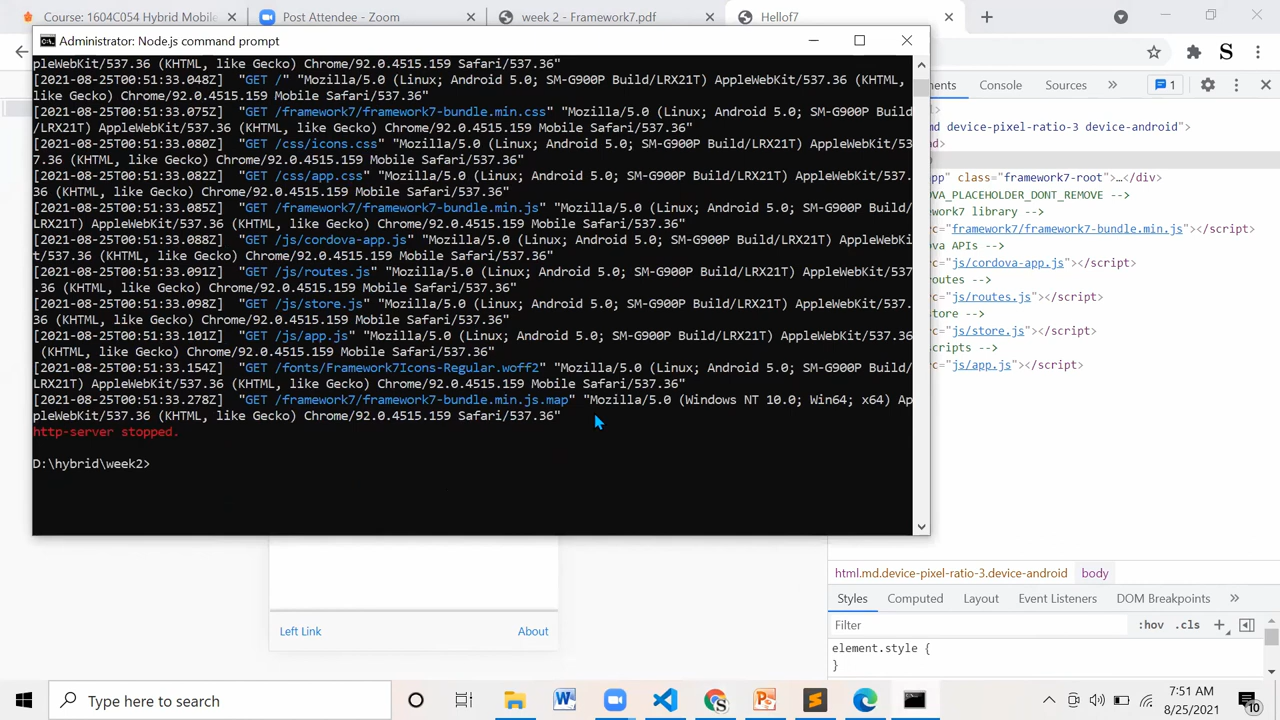 Course: 1604C054 Hybrid Mobile
Post Attendee - Zoom
week 2 - Framework7.pdf
Hellof7
Administrator: Node.js command prompt
pleWebKit/537.36 (KHTML, like Gecko) Chrome/92.0.4515.159 Safari/537.36"
[2021-08-25T00:51:33.048Z]  "GET /" "Mozilla/5.0 (Linux; Android 5.0; SM-G900P Build/LRX21T) AppleWebKit/537.36 (KHTML,
like Gecko) Chrome/92.0.4515.159 Mobile Safari/537.36"
[2021-08-25T00:51:33.075Z]  "GET /framework7/framework7-bundle.min.css" "Mozilla/5.0 (Linux; Android 5.0; SM-G900P Build
/LRX21T) AppleWebKit/537.36 (KHTML, like Gecko) Chrome/92.0.4515.159 Mobile Safari/537.36"
[2021-08-25T00:51:33.080Z]  "GET /css/icons.css" "Mozilla/5.0 (Linux; Android 5.0; SM-G900P Build/LRX21T) AppleWebKit/53
7.36 (KHTML, like Gecko) Chrome/92.0.4515.159 Mobile Safari/537.36"
[2021-08-25T00:51:33.082Z]  "GET /css/app.css" "Mozilla/5.0 (Linux; Android 5.0; SM-G900P Build/LRX21T) AppleWebKit/537.
36 (KHTML, like Gecko) Chrome/92.0.4515.159 Mobile Safari/537.36"
[2021-08-25T00:51:33.085Z]  "GET /framework7/framework7-bundle.min.js" "Mozilla/5.0 (Linux; Android 5.0; SM-G900P Build/
LRX21T) AppleWebKit/537.36 (KHTML, like Gecko) Chrome/92.0.4515.159 Mobile Safari/537.36"
[2021-08-25T00:51:33.088Z]  "GET /js/cordova-app.js" "Mozilla/5.0 (Linux; Android 5.0; SM-G900P Build/LRX21T) AppleWebKi
t/537.36 (KHTML, like Gecko) Chrome/92.0.4515.159 Mobile Safari/537.36"
[2021-08-25T00:51:33.091Z]  "GET /js/routes.js" "Mozilla/5.0 (Linux; Android 5.0; SM-G900P Build/LRX21T) AppleWebKit/537
.36 (KHTML, like Gecko) Chrome/92.0.4515.159 Mobile Safari/537.36"
[2021-08-25T00:51:33.098Z]  "GET /js/store.js" "Mozilla/5.0 (Linux; Android 5.0; SM-G900P Build/LRX21T) AppleWebKit/537.
36 (KHTML, like Gecko) Chrome/92.0.4515.159 Mobile Safari/537.36"
[2021-08-25T00:51:33.101Z]  "GET /js/app.js" "Mozilla/5.0 (Linux; Android 5.0; SM-G900P Build/LRX21T) AppleWebKit/537.36
(KHTML, like Gecko) Chrome/92.0.4515.159 Mobile Safari/537.36"
[2021-08-25T00:51:33.154Z]  "GET /fonts/Framework7Icons-Regular.woff2" "Mozilla/5.0 (Linux; Android 5.0; SM-G900P Build/
LRX21T) AppleWebKit/537.36 (KHTML, like Gecko) Chrome/92.0.4515.159 Mobile Safari/537.36"
[2021-08-25T00:51:33.278Z]  "GET /framework7/framework7-bundle.min.js.map" "Mozilla/5.0 (Windows NT 10.0; Win64; x64) Ap
pleWebKit/537.36 (KHTML, like Gecko) Chrome/92.0.4515.159 Safari/537.36"
http-server stopped.
D:\hybrid\week2>
S
ments Console Sources » 1
l>
md device-pixel-ratio-3 device-android">
d>
pp" class="framework7-root">…</div>
OVA_PLACEHOLDER_DONT_REMOVE -->
ework7 library -->
rc="framework7/framework7-bundle.min.js"></script>
ova APIs -->
rc="js/cordova-app.js"></script>
outes -->
rc="js/routes.js"></script>
tore -->
rc="js/store.js"></script>
scripts -->
rc="js/app.js"></script>
Left Link About
html.md.device-pixel-ratio-3.device-android body
Styles Computed Layout Event Listeners DOM Breakpoints »
Filter :hov .cls +
element.style {
}
Type here to search
7:51 AM
8/25/2021
10